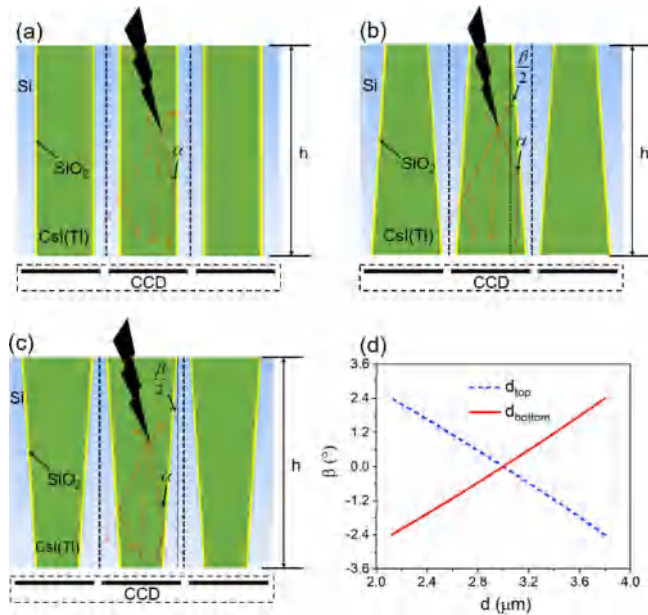 (a)
Si
SiO₂
α
h
CsI(Tl)
CCD
(b)
β/2
Si
SiO₂
α
h
CsI(Tl)
CCD
(c)
β/2
Si
SiO₂
α
h
CsI(Tl)
CCD
(d)
3.6
2.4
1.2
0.0
-1.2
-2.4
-3.6
β (°)
d_top
d_bottom
2.0 2.4 2.8 3.2 3.6 4.0
d (μm)